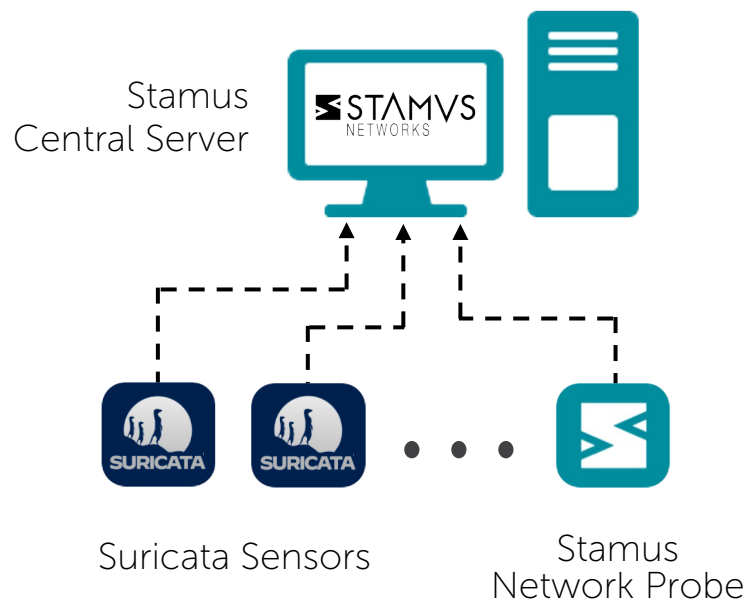 Stamus
Central Server
STAMVS
NETWORKS
SURICATA
SURICATA
Suricata Sensors
Stamus
Network Probe